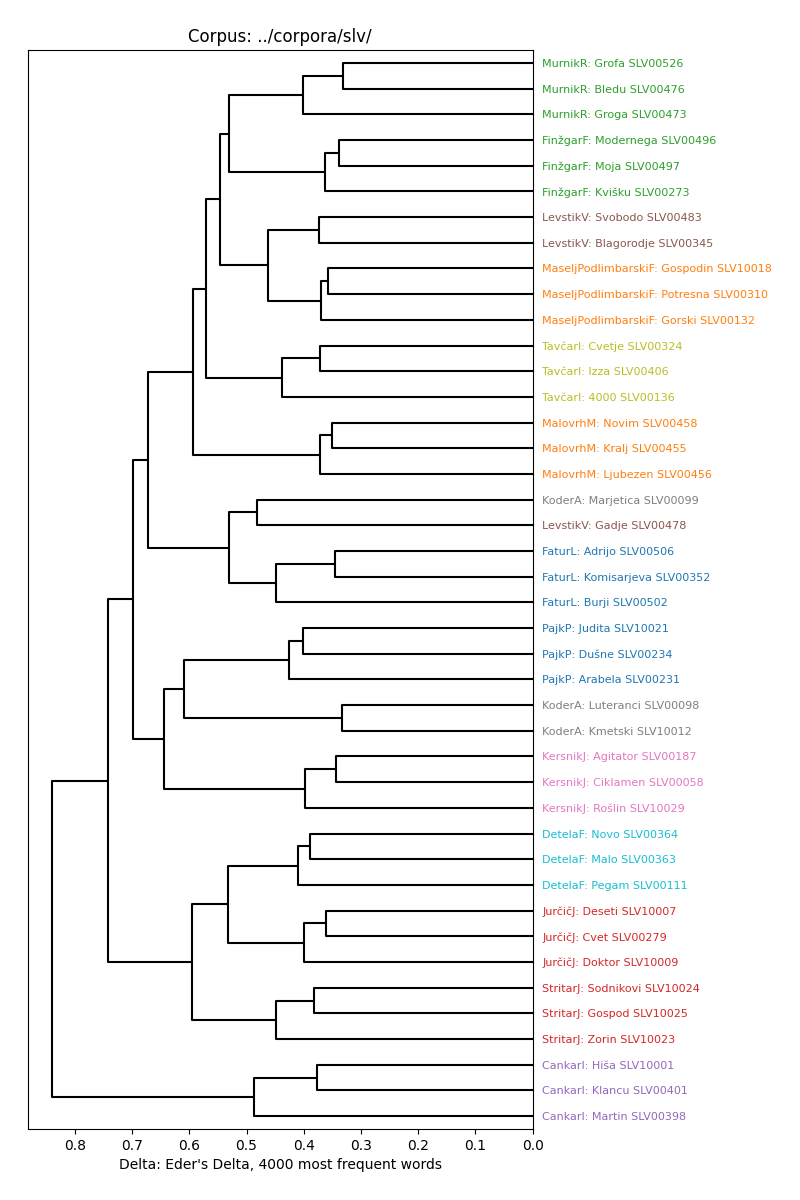 Corpus: ../corpora/slv/
MurnikR: Grofa SLV00526
MurnikR: Bledu SLV00476
MurnikR: Groga SLV00473
FinžgarF: Modernega SLV00496
FinžgarF: Moja SLV00497
FinžgarF: Kvišku SLV00273
LevstikV: Svobodo SLV00483
LevstikV: Blagorodje SLV00345
MaseljPodlimbarskiF: Gospodin SLV10018
MaseljPodlimbarskiF: Potresna SLV00310
MaseljPodlimbarskiF: Gorski SLV00132
TavčarI: Cvetje SLV00324
TavčarI: Izza SLV00406
TavčarI: 4000 SLV00136
MalovrhM: Novim SLV00458
MalovrhM: Kralj SLV00455
MalovrhM: Ljubezen SLV00456
KoderA: Marjetica SLV00099
LevstikV: Gadje SLV00478
FaturL: Adrijo SLV00506
FaturL: Komisarjeva SLV00352
FaturL: Burji SLV00502
PajkP: Judita SLV10021
PajkP: Dušne SLV00234
PajkP: Arabela SLV00231
KoderA: Luteranci SLV00098
KoderA: Kmetski SLV10012
KersnikJ: Agitator SLV00187
KersnikJ: Ciklamen SLV00058
KersnikJ: Rošlin SLV10029
DetelaF: Novo SLV00364
DetelaF: Malo SLV00363
DetelaF: Pegam SLV00111
JurčičJ: Deseti SLV10007
JurčičJ: Cvet SLV00279
JurčičJ: Doktor SLV10009
StritarJ: Sodnikovi SLV10024
StritarJ: Gospod SLV10025
StritarJ: Zorin SLV10023
CankarI: Hiša SLV10001
CankarI: Klancu SLV00401
CankarI: Martin SLV00398
0.8 0.7 0.6 0.5 0.4 0.3 0.2 0.1 0.0
Delta: Eder's Delta, 4000 most frequent words